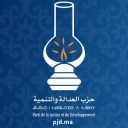 حزب العدالة والتنمية
Parti de la Justice et du Développement
pjd.ma